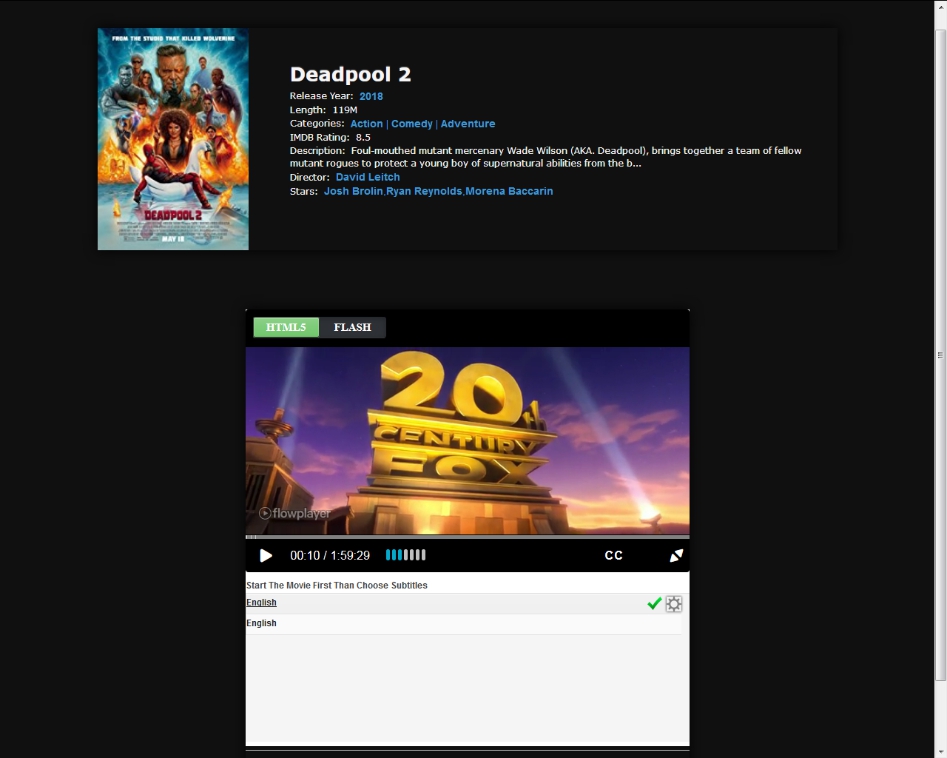 FROM THE STUDIO THAT KILLED WOLVERINE
DEADPOOL 2
MAY 18
Deadpool 2
Release Year: 2018
Length: 119M
Categories: Action | Comedy | Adventure
IMDB Rating: 8.5
Description: Foul-mouthed mutant mercenary Wade Wilson (AKA. Deadpool), brings together a team of fellow
mutant rogues to protect a young boy of supernatural abilities from the b...
Director: David Leitch
Stars: Josh Brolin,Ryan Reynolds,Morena Baccarin
HTML5 FLASH
20th
CENTURY
FOX
flowplayer
00:10 / 1:59:29 CC
Start The Movie First Than Choose Subtitles
English
English